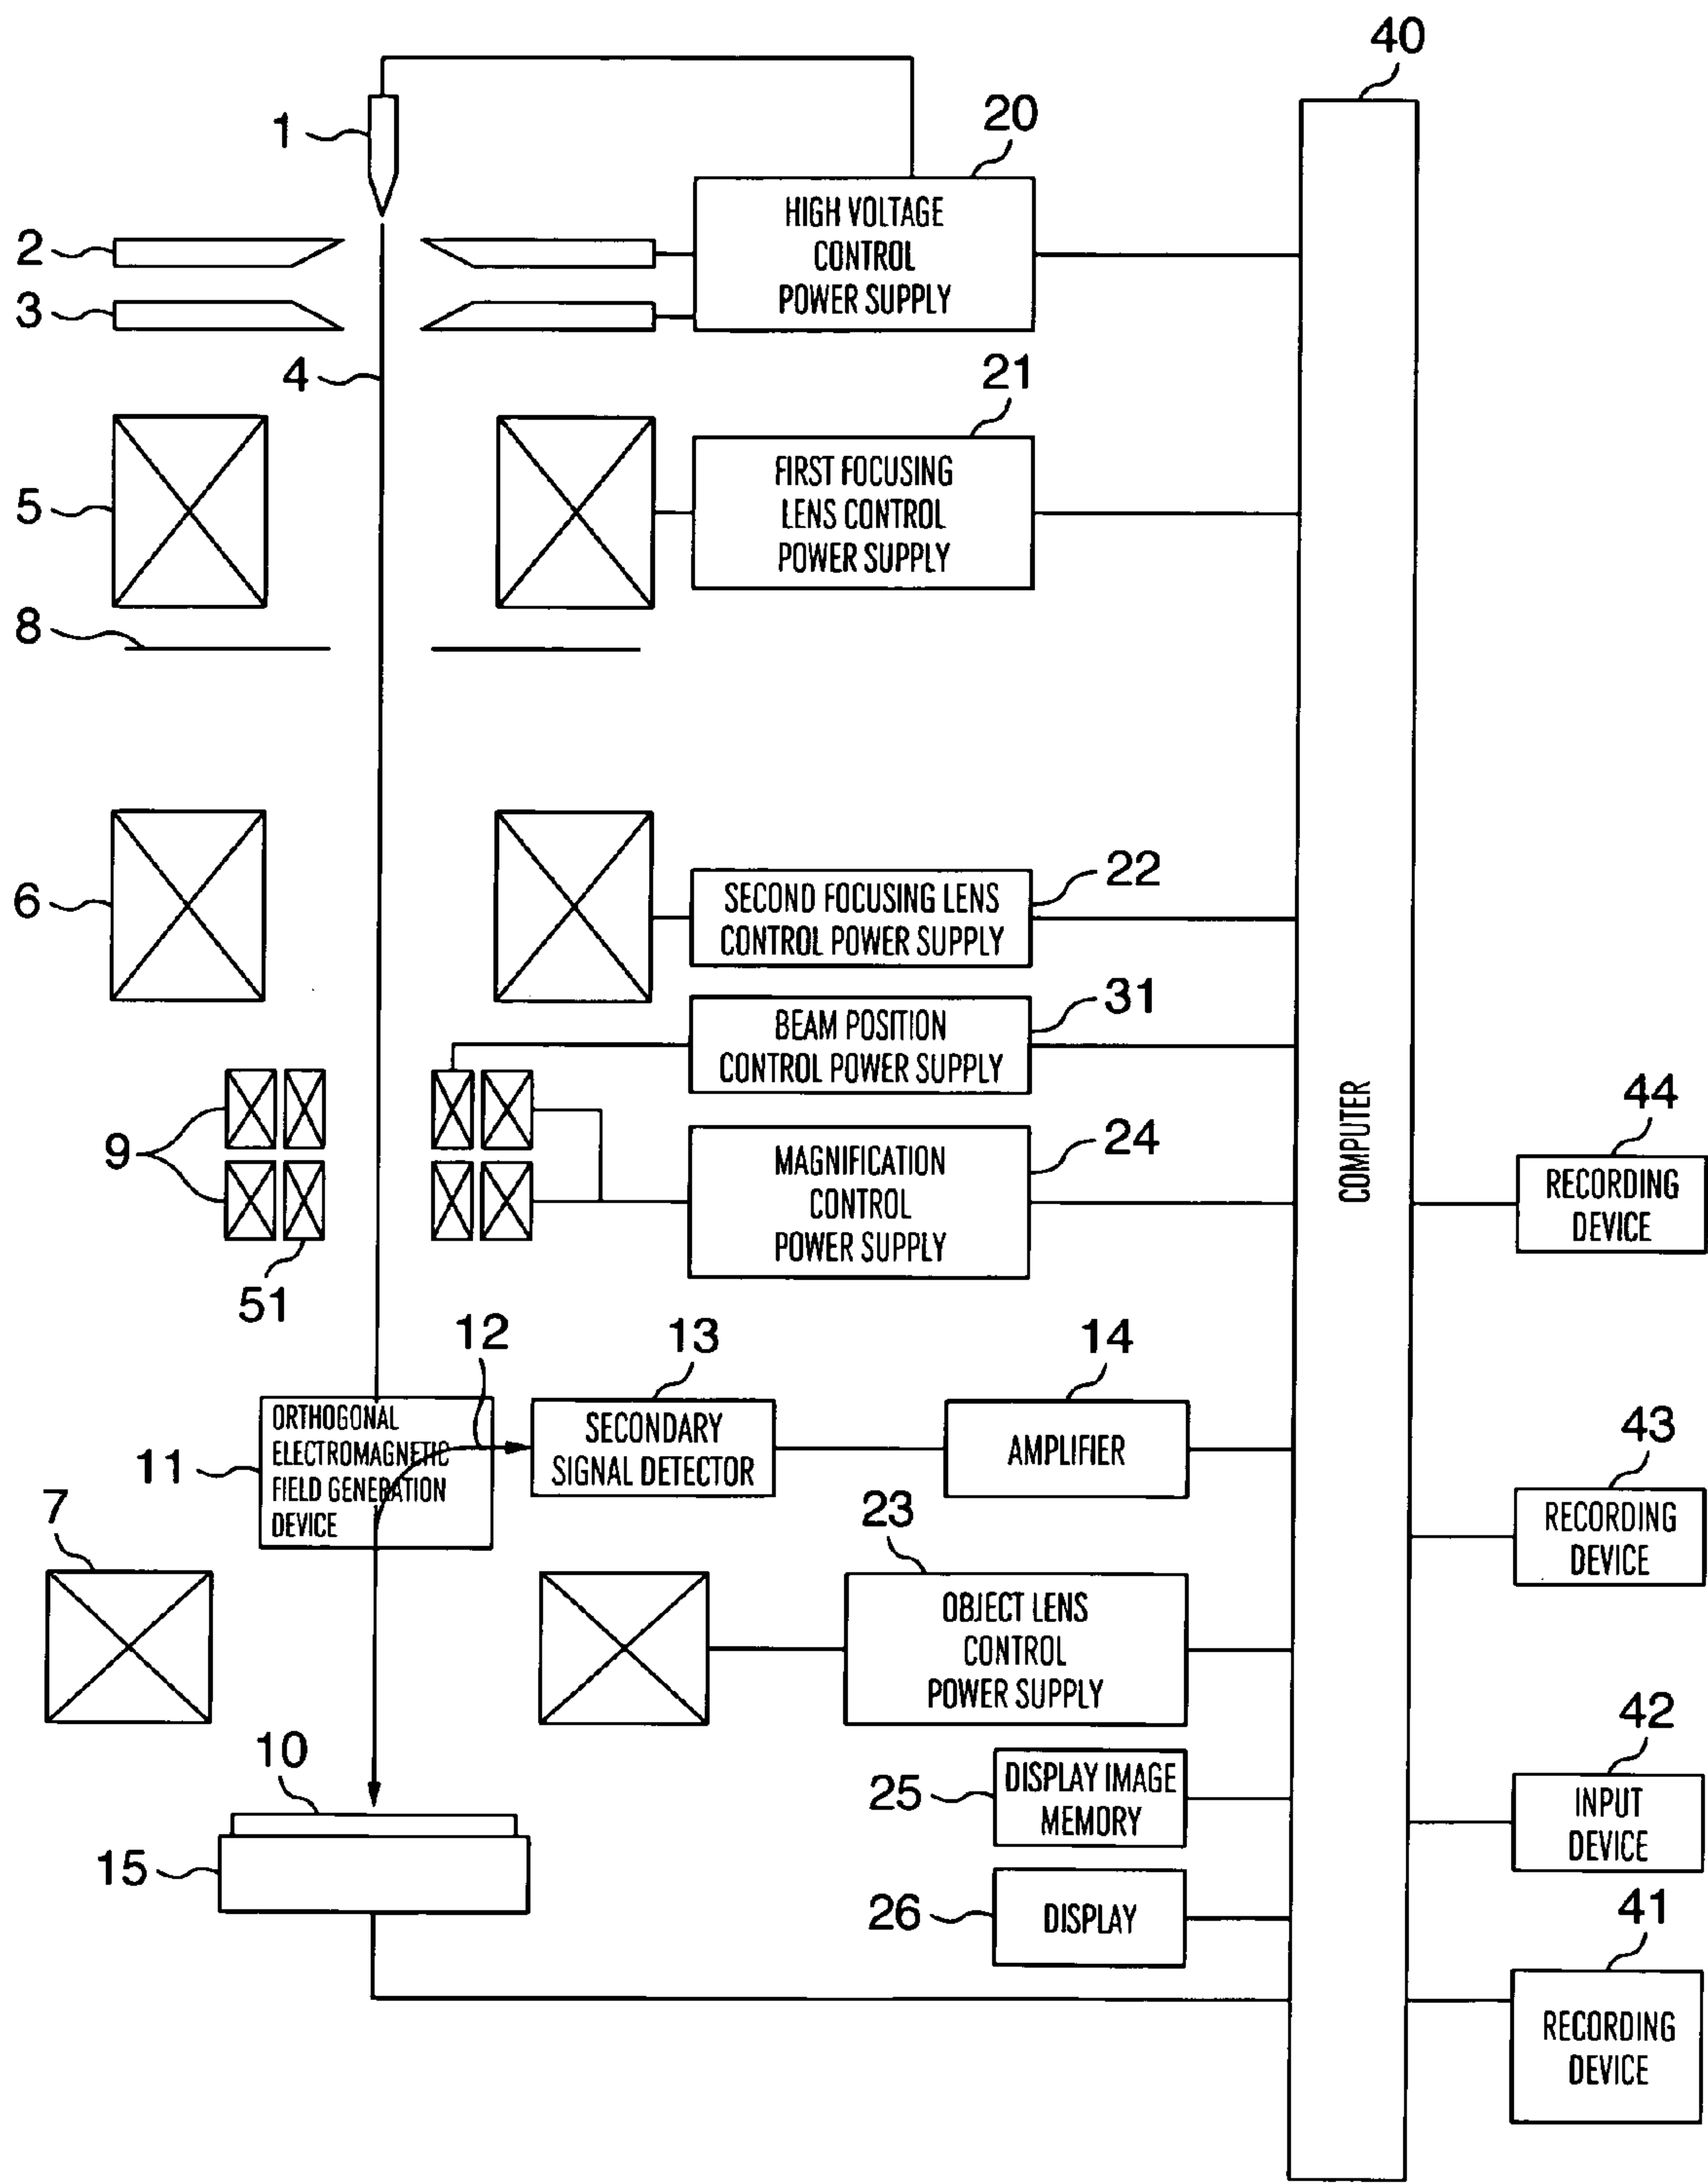 40
1
20
HIGH VOLTAGE
CONTROL
POWER SUPPLY
2
3
4
21
FIRST FOCUSING
LENS CONTROL
POWER SUPPLY
5
8
22
SECOND FOCUSING LENS
CONTROL POWER SUPPLY
6
31
BEAM POSITION
CONTROL POWER SUPPLY
COMPUTER
44
RECORDING
DEVICE
9
24
MAGNIFICATION
CONTROL
POWER SUPPLY
51
12
13
14
ORTHOGONAL
ELECTROMAGNETIC
FIELD GENERATION
DEVICE
11
SECONDARY
SIGNAL DETECTOR
AMPLIFIER
43
RECORDING
DEVICE
7
23
OBJECT LENS
CONTROL
POWER SUPPLY
42
INPUT
DEVICE
10
25
DISPLAY IMAGE
MEMORY
15
26
DISPLAY
41
RECORDING
DEVICE